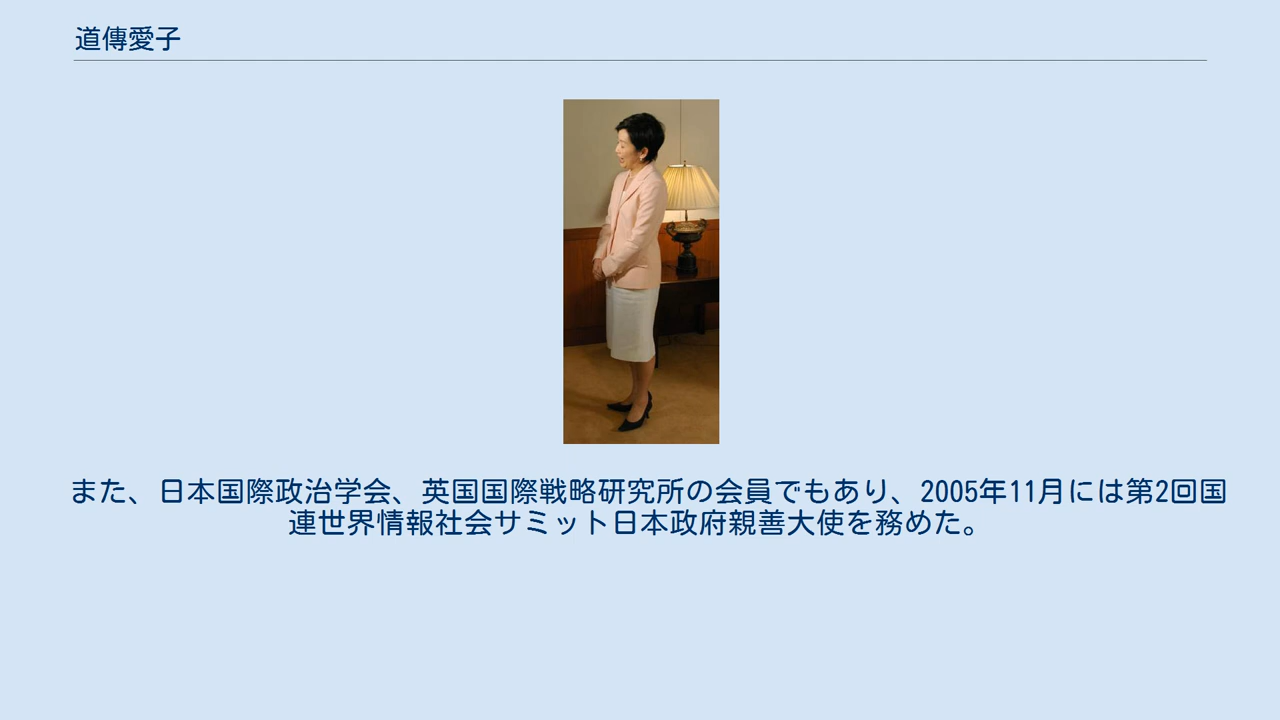 道傳愛子
また、日本国際政治学会、英国国際戦略研究所の会員でもあり、2005年11月には第2回国
連世界情報社会サミット日本政府親善大使を務めた。